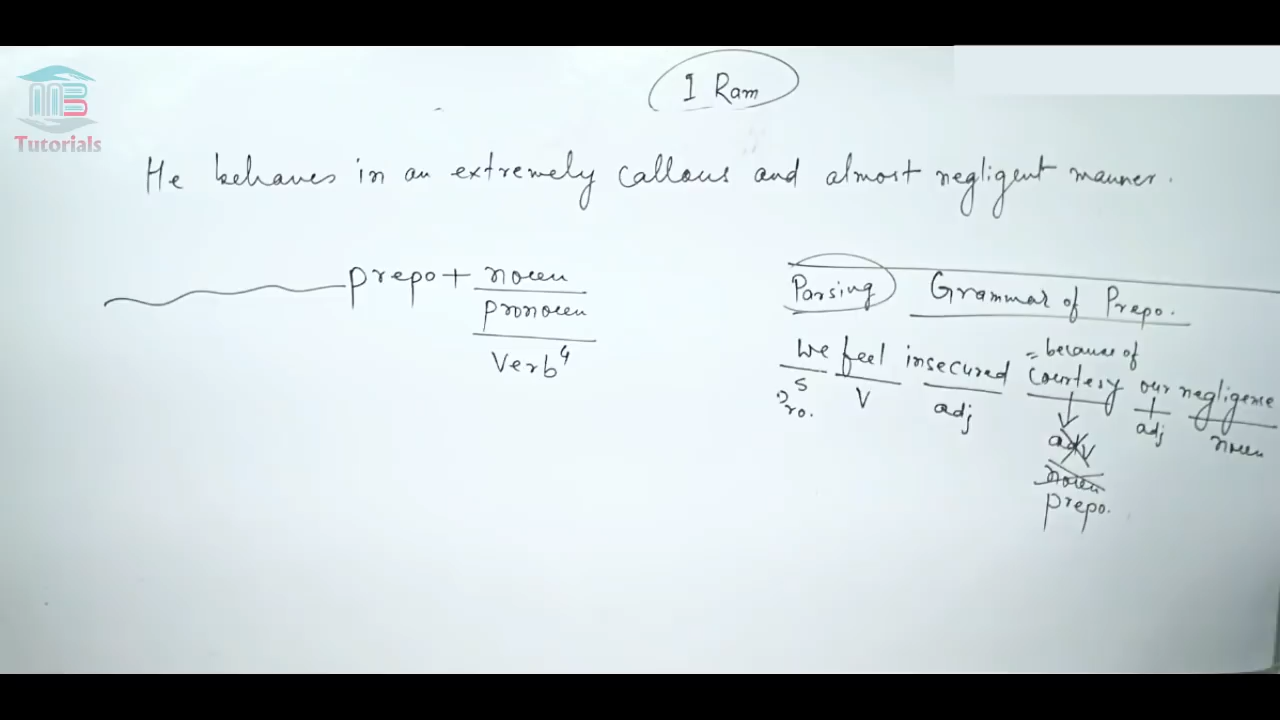 I Ram
MB
Tutorials
He behaves in an extremely callous and almost negligent manner.
prepo + noun
pronoun
Verb4
Parsing Grammar of Prepo.
= because of
We feel insecured courtesy our negligence
S V adj adj noun
Pro.
adv
noun
prepo.